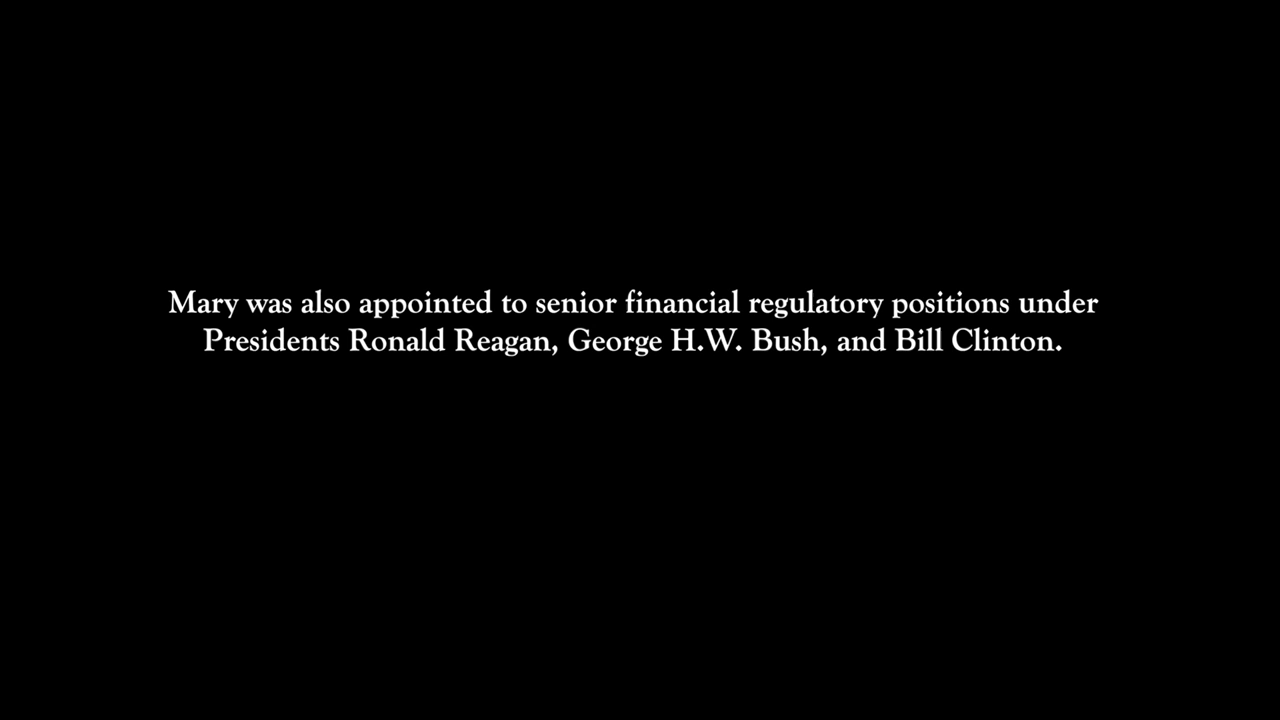 Mary was also appointed to senior financial regulatory positions under
Presidents Ronald Reagan, George H.W. Bush, and Bill Clinton.